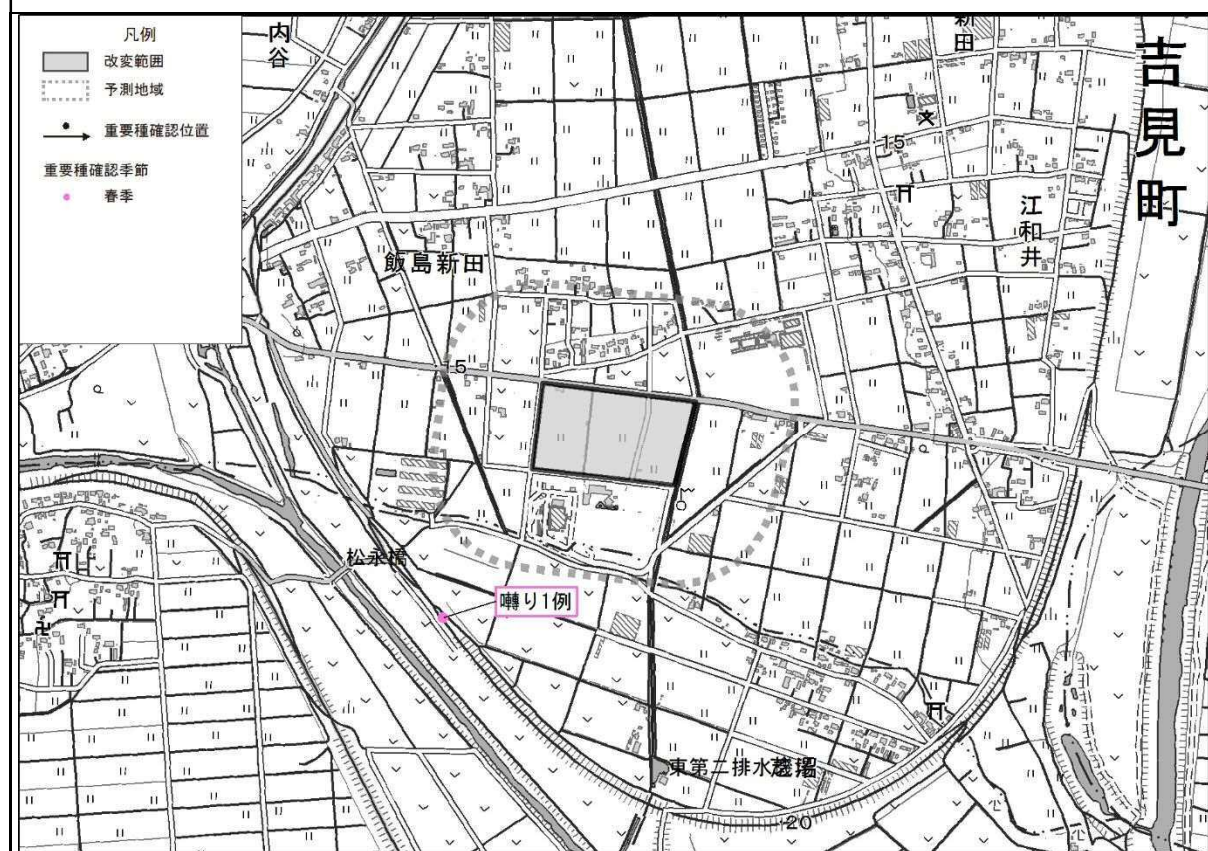 凡例
改変範囲
予測地域
重要種確認位置
重要種確認季節
春季
内谷
新田
吉見町
15
江和井
飯島新田
15
松永橋
囀り1例
東第二排水機場
20